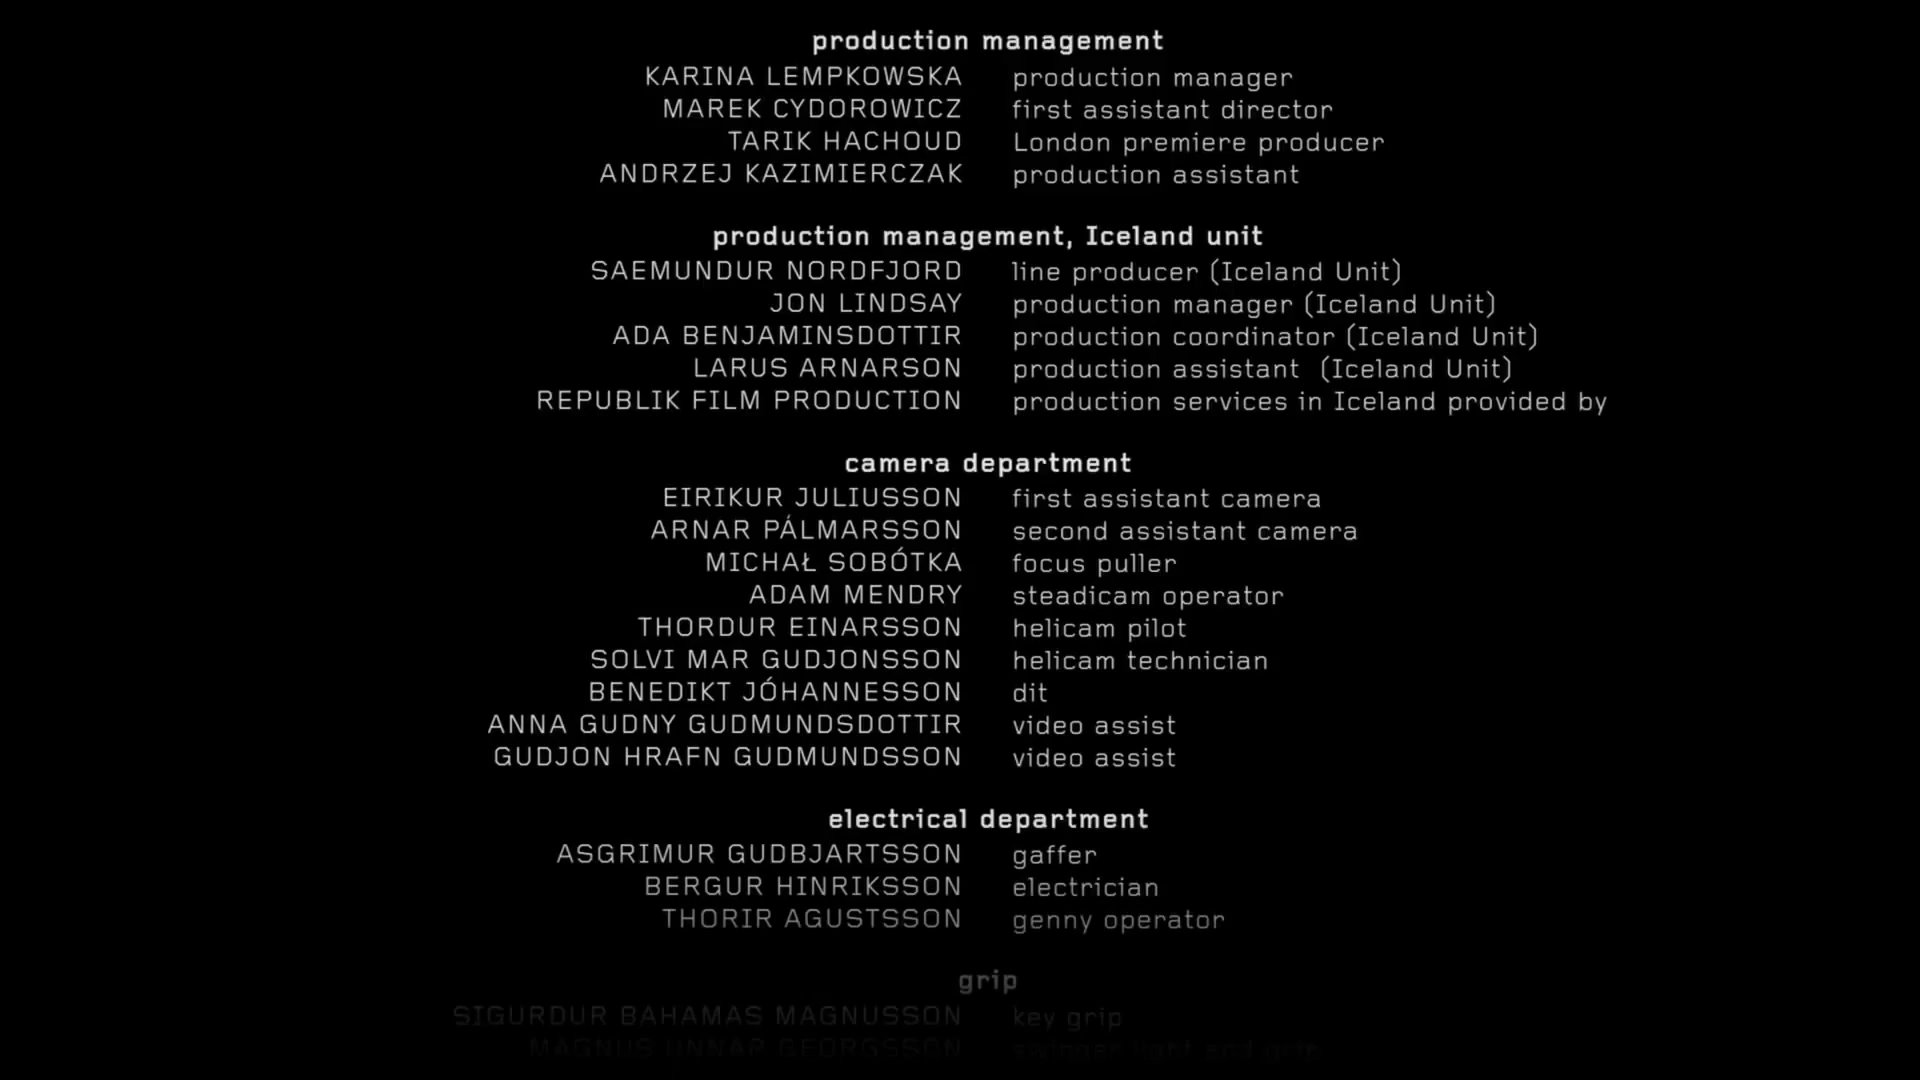 production management
KARINA LEMPKOWSKA production manager
MAREK CYDOROWICZ first assistant director
TARIK HACHOUD London premiere producer
ANDRZEJ KAZIMIERCZAK production assistant
production management, Iceland unit
SAEMUNDUR NORDFJORD line producer (Iceland Unit)
JON LINDSAY production manager (Iceland Unit)
ADA BENJAMINSDOTTIR production coordinator (Iceland Unit)
LARUS ARNARSON production assistant (Iceland Unit)
REPUBLIK FILM PRODUCTION production services in Iceland provided by
camera department
EIRIKUR JULIUSSON first assistant camera
ARNAR PÁLMARSSON second assistant camera
MICHAŁ SOBÓTKA focus puller
ADAM MENDRY steadicam operator
THORDUR EINARSSON helicam pilot
SOLVI MAR GUDJONSSON helicam technician
BENEDIKT JÓHANNESSON dit
ANNA GUDNY GUDMUNDSDOTTIR video assist
GUDJON HRAFN GUDMUNDSSON video assist
electrical department
ASGRIMUR GUDBJARTSSON gaffer
BERGUR HINRIKSSON electrician
THORIR AGUSTSSON genny operator
grip
SIGURDUR BAHAMAS MAGNUSSON key grip
MAGNUS UNNAR GEORGSSON and grip